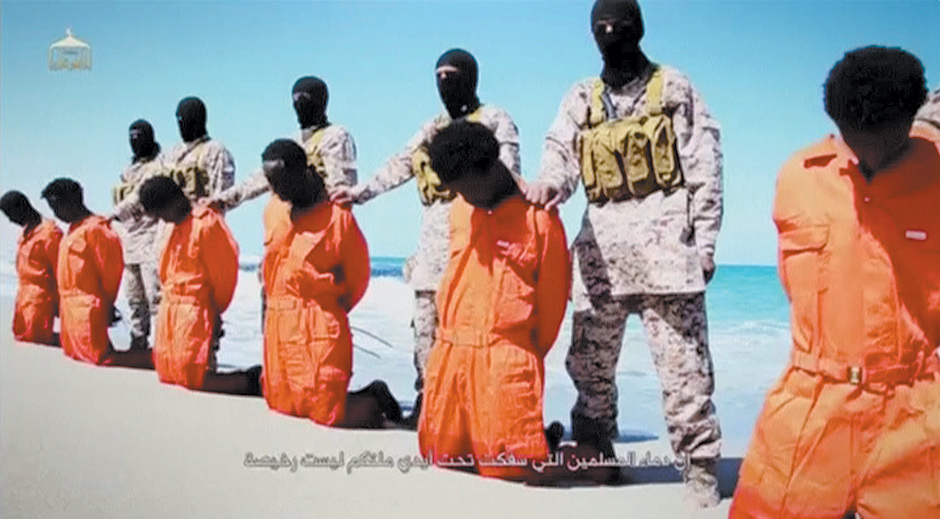 إن دماء المسلمين التي سفكت تحت أيدي ملتكم ليست رخيصة